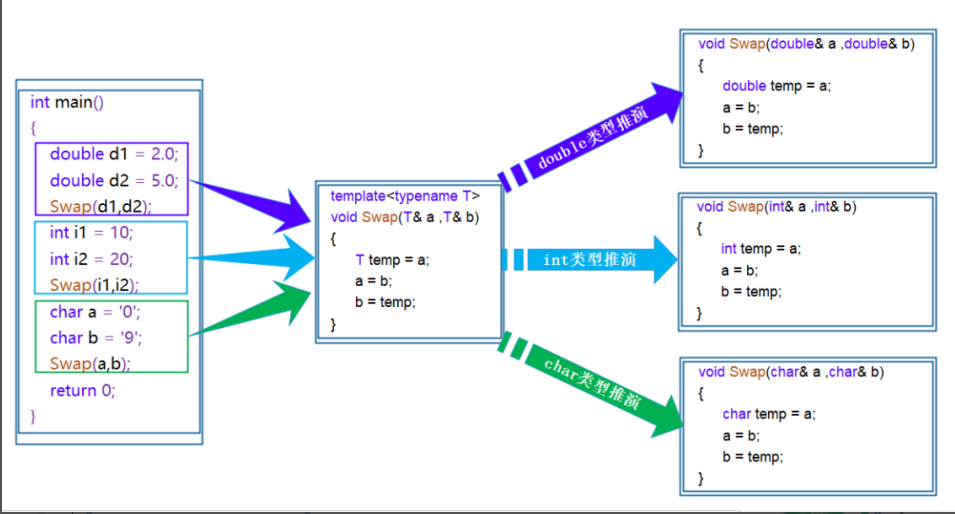 int main()
{
double d1 = 2.0;
double d2 = 5.0;
Swap(d1,d2);
int i1 = 10;
int i2 = 20;
Swap(i1,i2);
char a = '0';
char b = '9';
Swap(a,b);
return 0;
}
template<typename T>
void Swap(T& a ,T& b)
{
T temp = a;
a = b;
b = temp;
}
double类型推演
int类型推演
char类型推演
void Swap(double& a ,double& b)
{
double temp = a;
a = b;
b = temp;
}
void Swap(int& a ,int& b)
{
int temp = a;
a = b;
b = temp;
}
void Swap(char& a ,char& b)
{
char temp = a;
a = b;
b = temp;
}